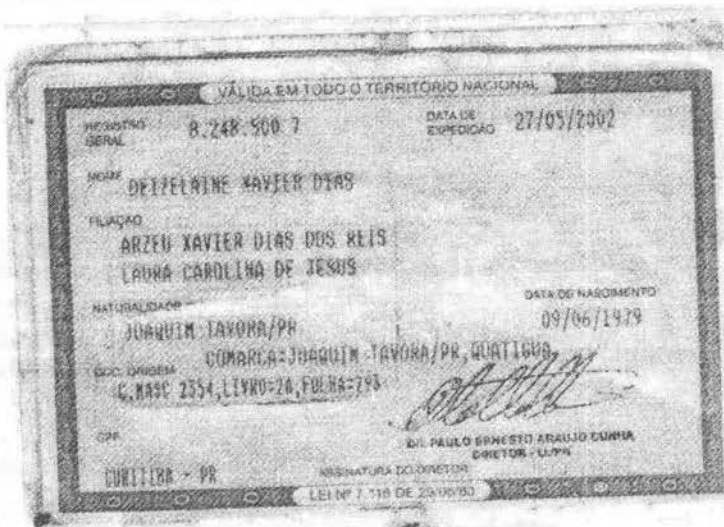 VÁLIDA EM TODO O TERRITÓRIO NACIONAL
REGISTRO GERAL 8.248.500 7 DATA DE EXPEDIÇÃO 27/05/2002
NOME DEIZELAINE XAVIER DIAS
FILIAÇÃO
ARZEU XAVIER DIAS DOS REIS
LAURA CAROLINA DE JESUS
NATURALIDADE DATA DE NASCIMENTO
JOAQUIM TAVORA/PR 09/06/1979
DOC. ORIGEM COMARCA=JOAQUIM TAVORA/PR, QUATIGUA
C.NASC 2354,LIVRO=2A,FOLHA=293
CPF
DR. PAULO ERNESTO ARAUJO CUNHA
DIRETOR - II/PR
CURITIBA - PR ASSINATURA DO DIRETOR
LEI Nº 7.116 DE 29/08/83